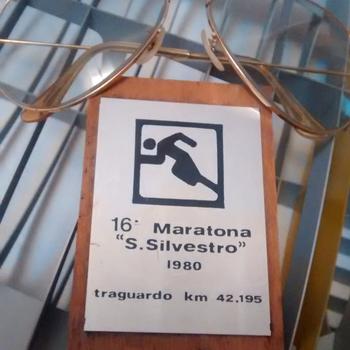 16° Maratona
"S.Silvestro"
1980
traguardo km 42.195